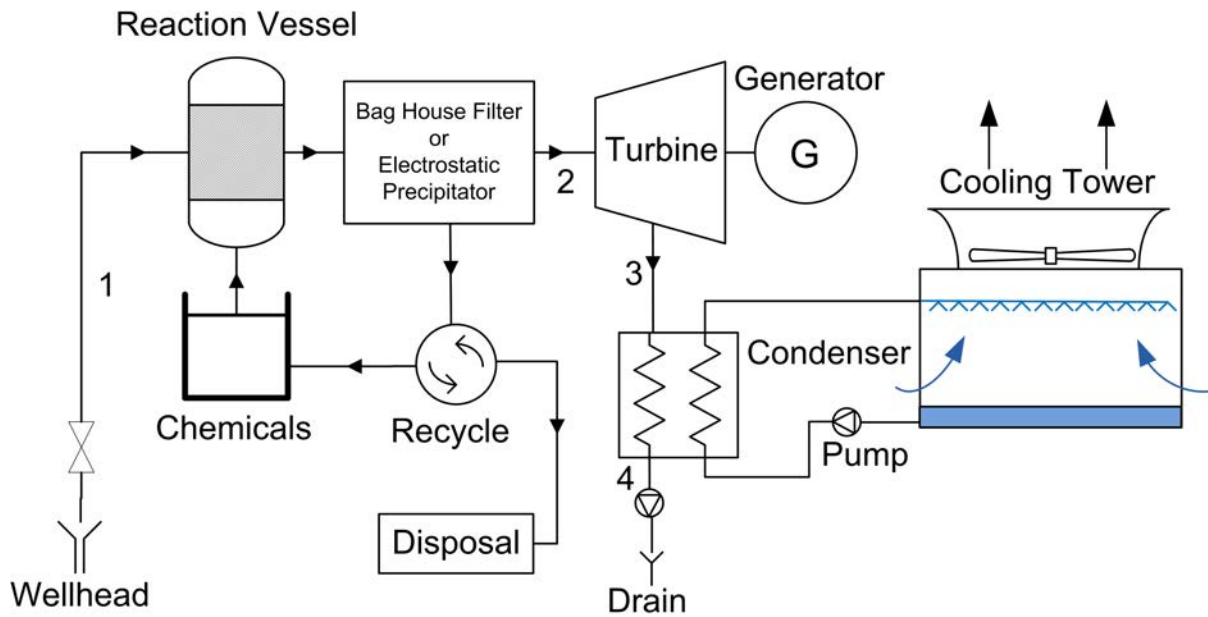 Reaction Vessel
Bag House Filter
or
Electrostatic
Precipitator
Generator
Turbine
G
Cooling Tower
1
2
3
Condenser
Chemicals
Recycle
Pump
4
Disposal
Wellhead
Drain